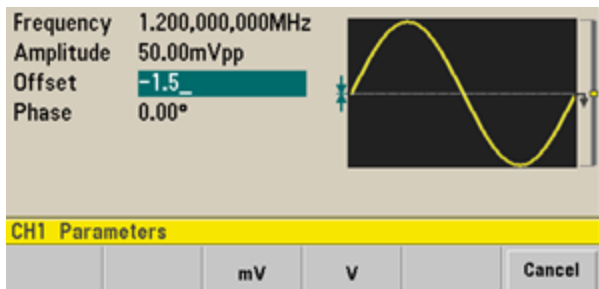 Frequency 1.200,000,000MHz
Amplitude 50.00mVpp
Offset -1.5_
Phase 0.00°
CH1 Parameters
mV V Cancel